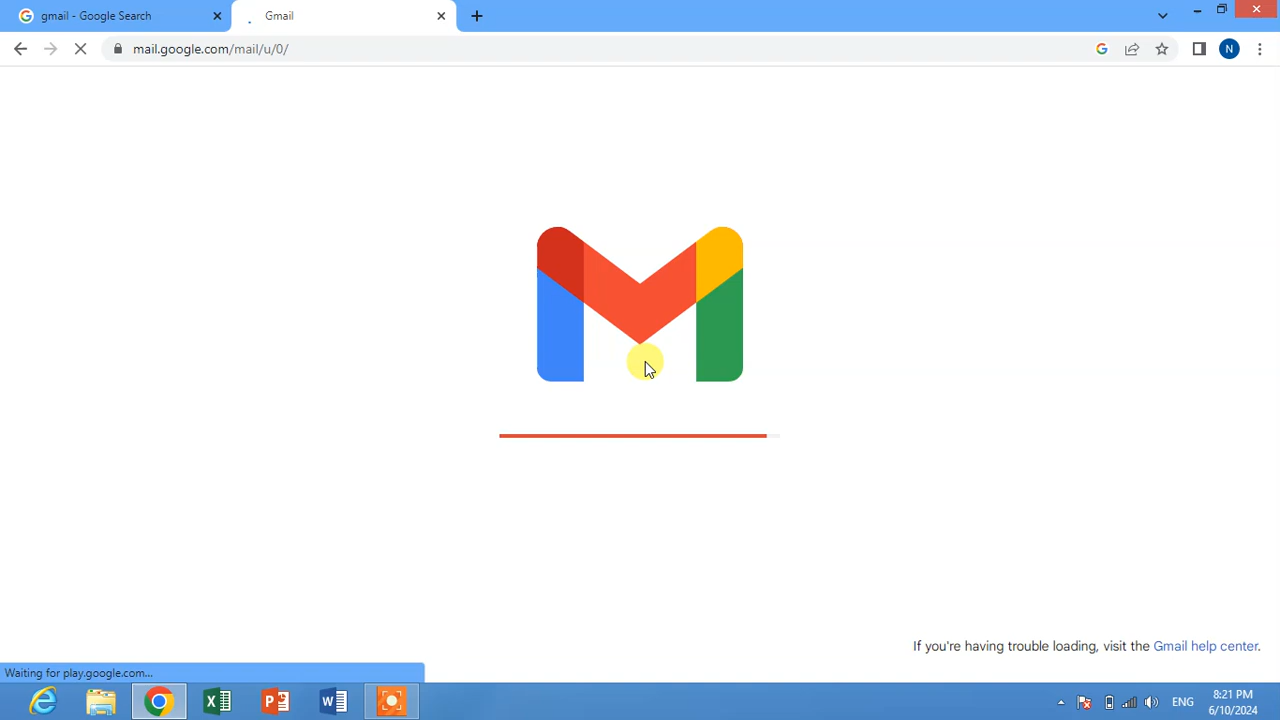 gmail - Google Search
Gmail
mail.google.com/mail/u/0/
N
If you're having trouble loading, visit the Gmail help center.
Waiting for play.google.com...
ENG
8:21 PM
6/10/2024